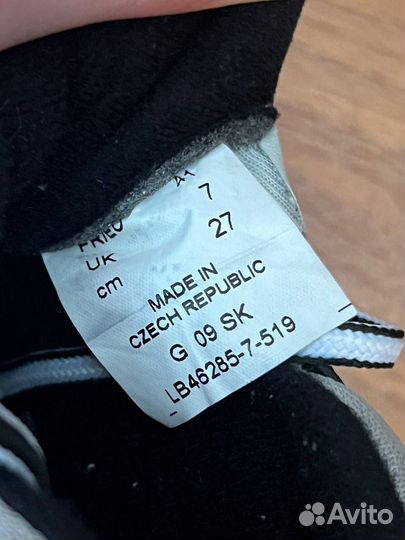 UK 7
cm 27
MADE IN
CZECH REPUBLIC
G 09 SK
LB46285-7-519
Avito